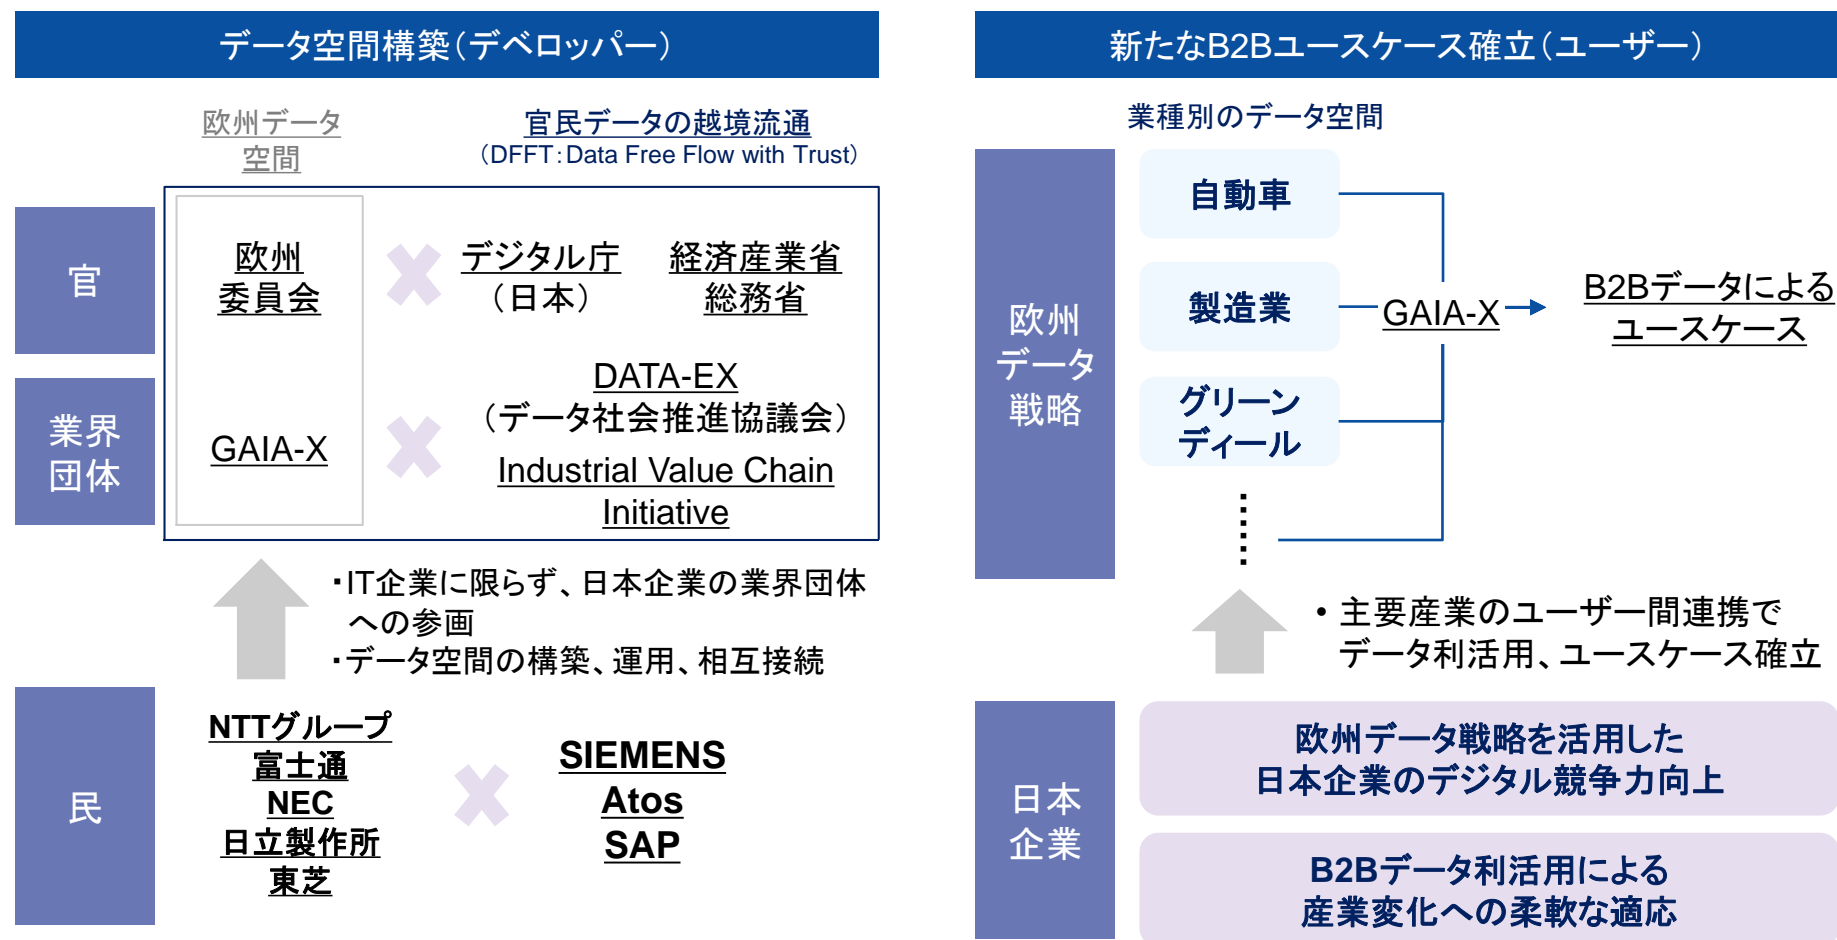 データ空間構築（デベロッパー）
欧州データ
空間
官民データの越境流通
（DFFT：Data Free Flow with Trust）
官
欧州
委員会
デジタル庁
（日本）
経済産業省
総務省
業界
団体
GAIA-X
DATA-EX
（データ社会推進協議会）
Industrial Value Chain
Initiative
・IT企業に限らず、日本企業の業界団体
への参画
・データ空間の構築、運用、相互接続
民
NTTグループ
富士通
NEC
日立製作所
東芝
SIEMENS
Atos
SAP
新たなB2Bユースケース確立（ユーザー）
業種別のデータ空間
欧州
データ
戦略
自動車
製造業
グリーン
ディール
GAIA-X
B2Bデータによる
ユースケース
• 主要産業のユーザー間連携で
データ利活用、ユースケース確立
日本
企業
欧州データ戦略を活用した
日本企業のデジタル競争力向上
B2Bデータ利活用による
産業変化への柔軟な適応